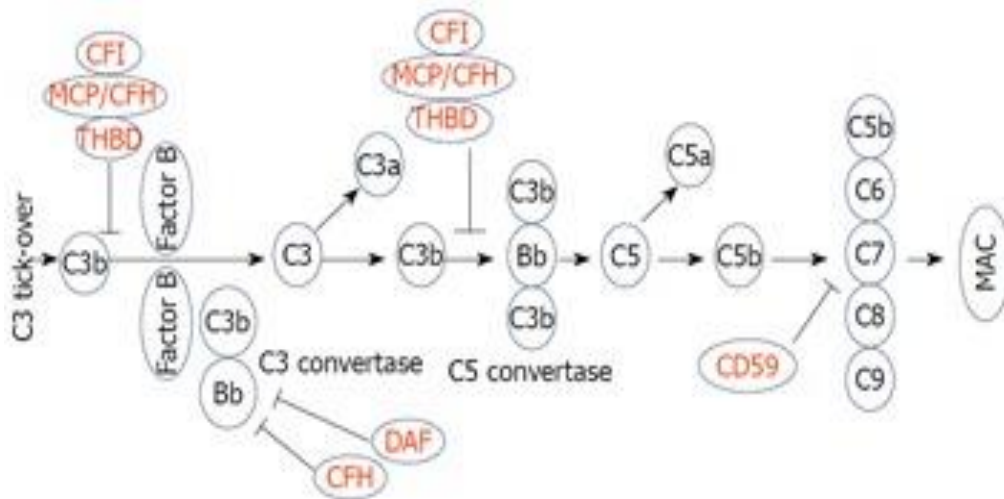 CFI
MCP/CFH
THBD
CFI
MCP/CFH
THBD
C3 tick-over
C3b
Factor B
Factor B
C3b
Bb
C3 convertase
DAF
CFH
C3
C3a
C3b
C3b
Bb
C3b
C5 convertase
C5
C5a
C5b
CD59
C5b
C6
C7
C8
C9
MAC